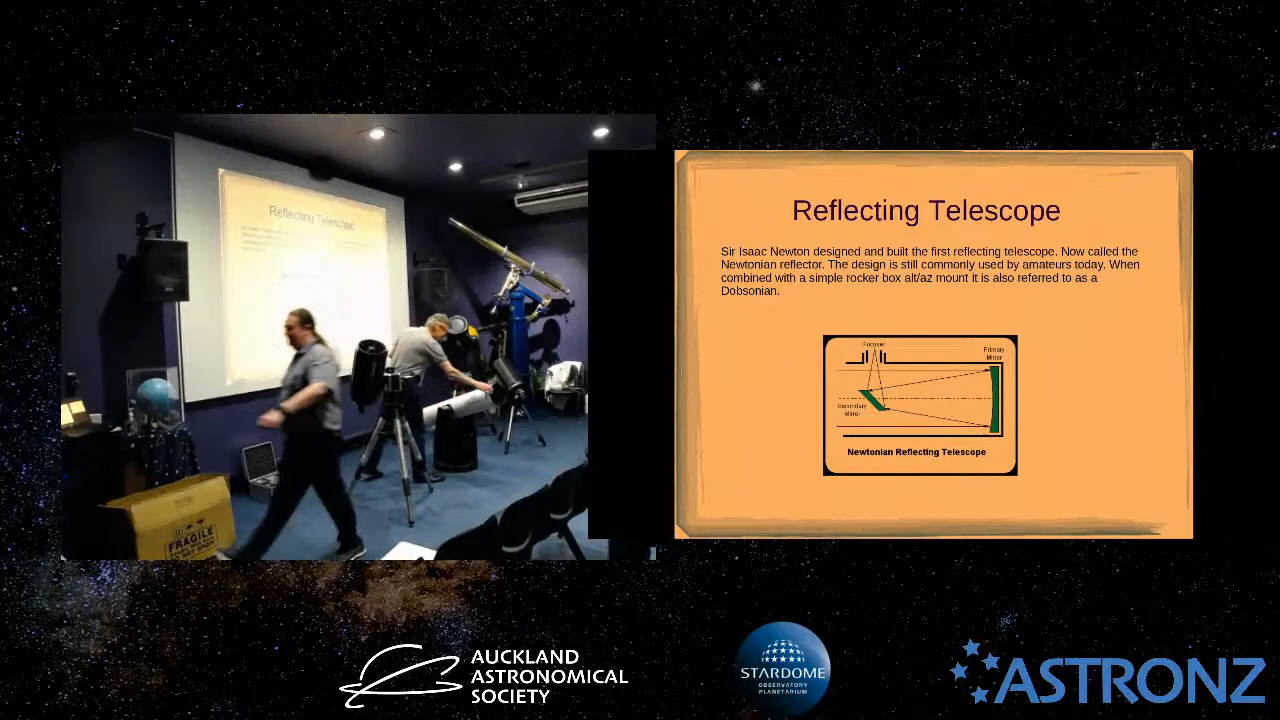 Reflecting Telescope
Reflecting Telescope
Sir Isaac Newton designed and built the first reflecting telescope. Now called the
Newtonian reflector. The design is still commonly used by amateurs today. When
combined with a simple rocker box alt/az mount it is also referred to as a
Dobsonian.
Focuser
Primary
Mirror
Secondary
Mirror
Newtonian Reflecting Telescope
FRAGILE
AUCKLAND
ASTRONOMICAL
SOCIETY
STARDOME
OBSERVATORY
PLANETARIUM
ASTRONZ